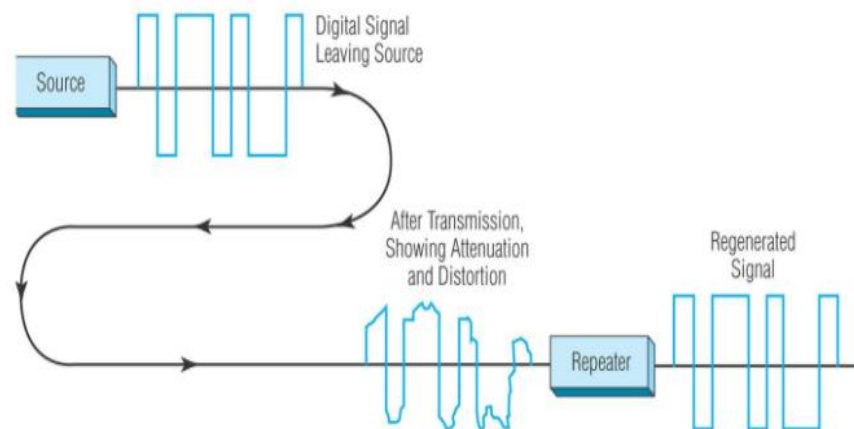 Digital Signal
Leaving Source
Source
After Transmission,
Showing Attenuation
and Distortion
Regenerated
Signal
Repeater